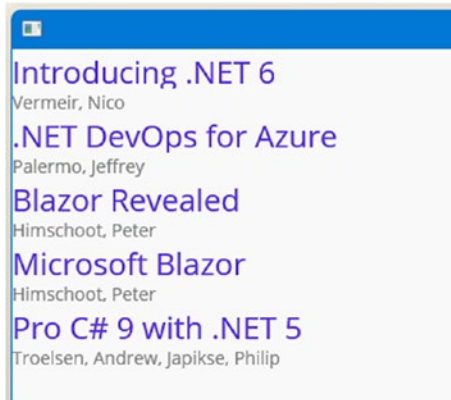 Introducing .NET 6
Vermeir, Nico
.NET DevOps for Azure
Palermo, Jeffrey
Blazor Revealed
Himschoot, Peter
Microsoft Blazor
Himschoot, Peter
Pro C# 9 with .NET 5
Troelsen, Andrew, Japikse, Philip